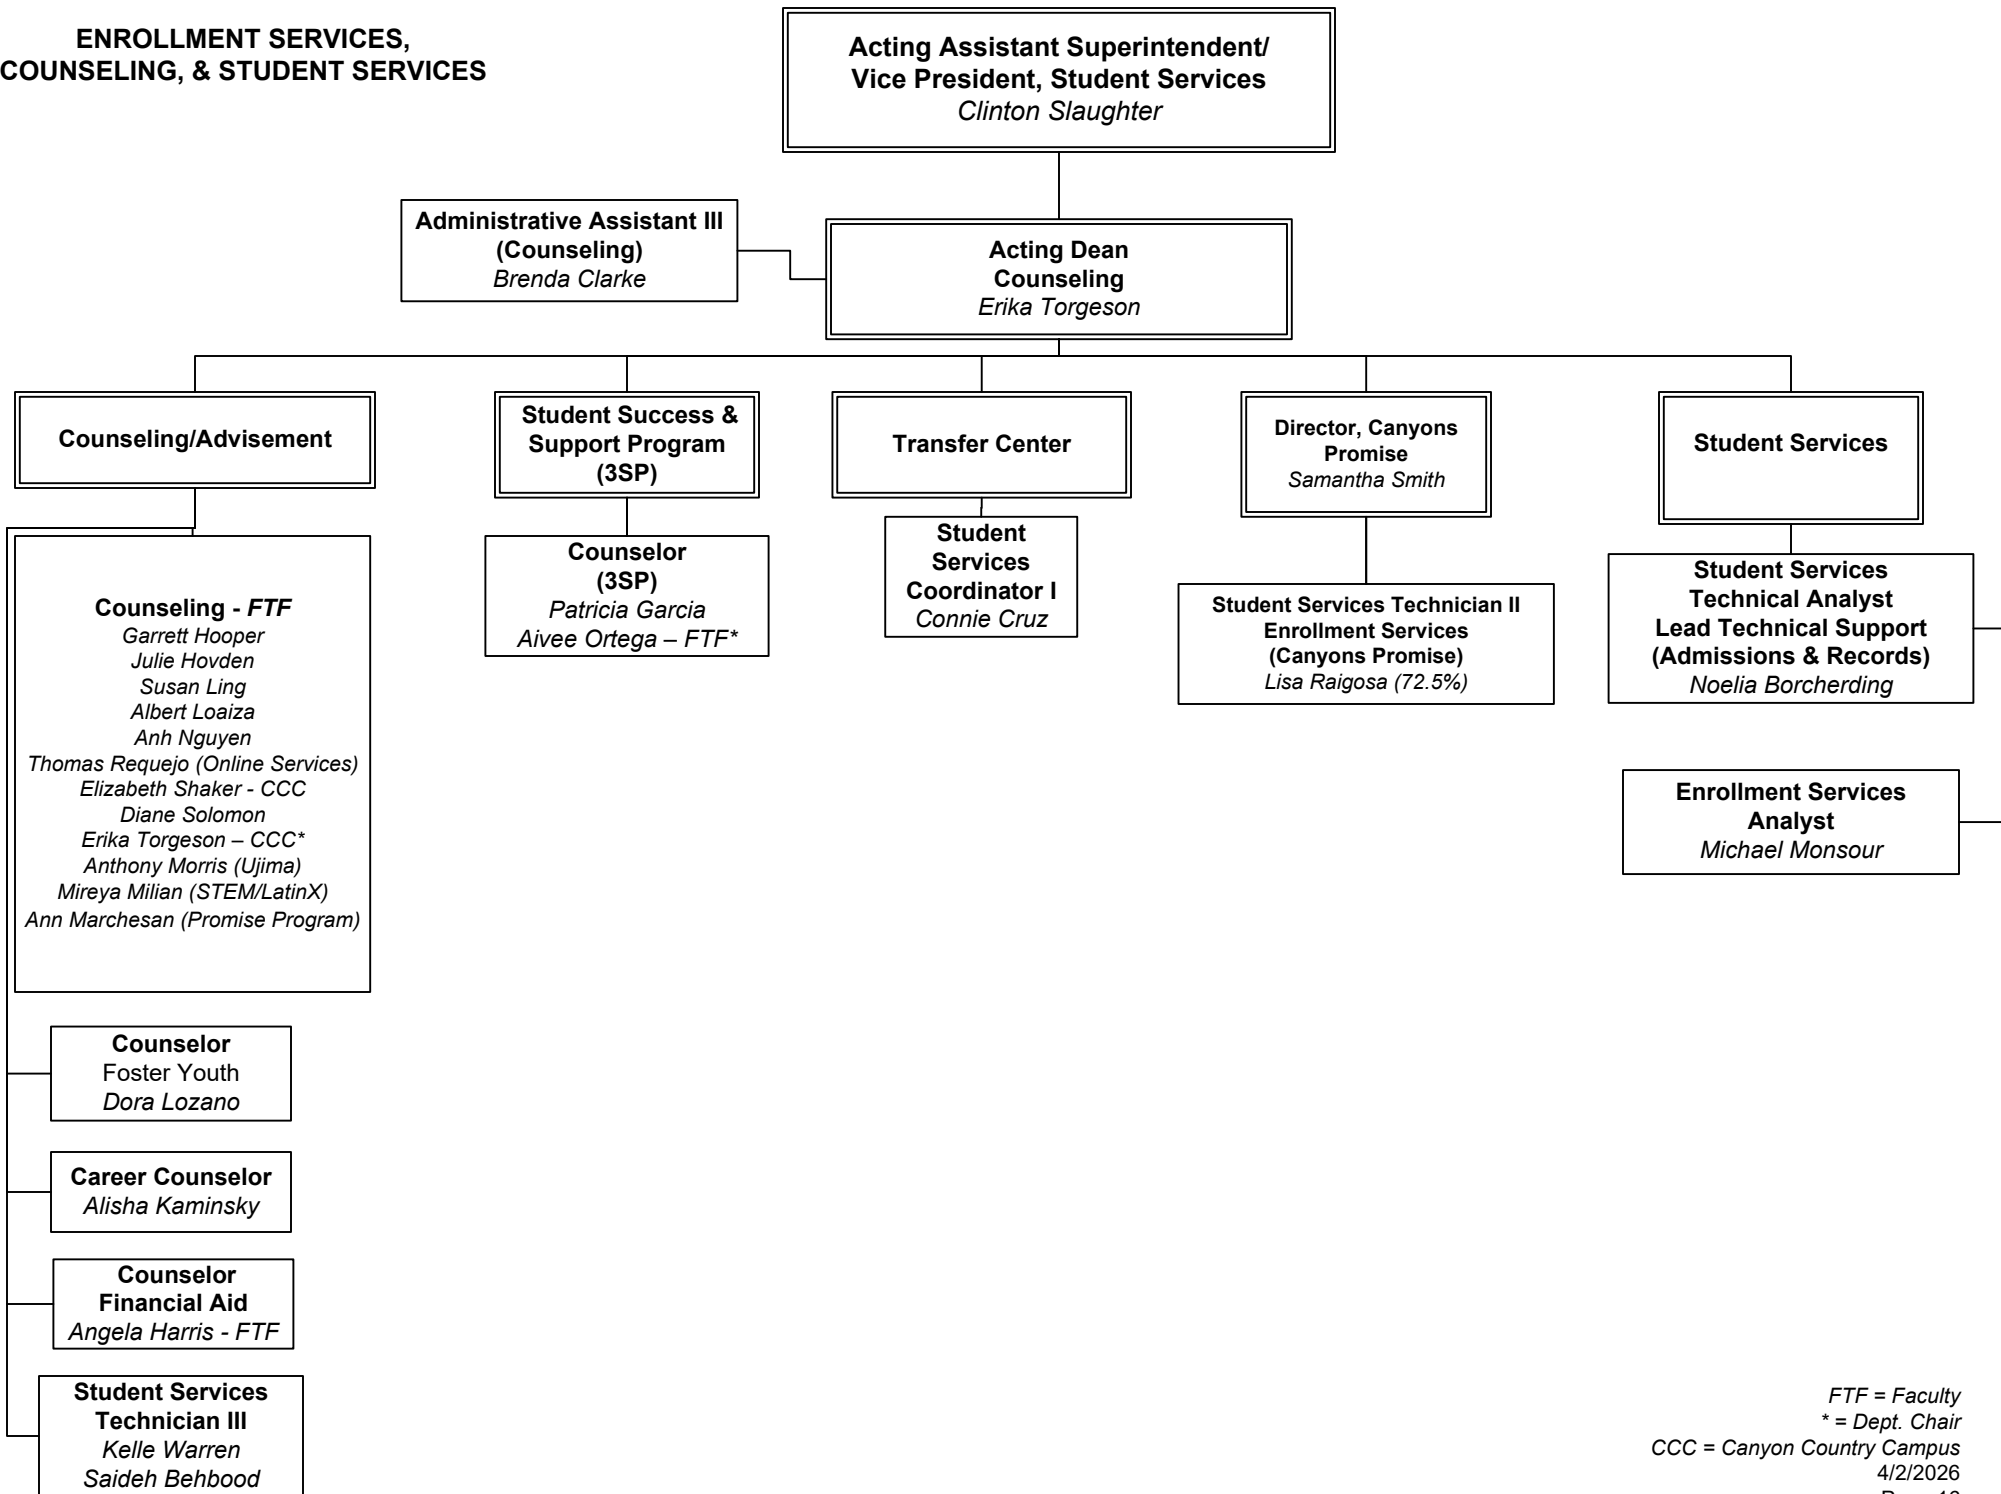 ENROLLMENT SERVICES,
COUNSELING, & STUDENT SERVICES
Acting Assistant Superintendent/
Vice President, Student Services
Clinton Slaughter
Administrative Assistant III
(Counseling)
Brenda Clarke
Acting Dean
Counseling
Erika Torgeson
Counseling/Advisement
Student Success &
Support Program
(3SP)
Transfer Center
Director, Canyons
Promise
Samantha Smith
Student Services
Counseling - FTF
Garrett Hooper
Julie Hovden
Susan Ling
Albert Loaiza
Anh Nguyen
Thomas Requejo (Online Services)
Elizabeth Shaker - CCC
Diane Solomon
Erika Torgeson – CCC*
Anthony Morris (Ujima)
Mireya Milian (STEM/LatinX)
Ann Marchesan (Promise Program)
Counselor
(3SP)
Patricia Garcia
Aivee Ortega – FTF*
Student
Services
Coordinator I
Connie Cruz
Student Services Technician II
Enrollment Services
(Canyons Promise)
Lisa Raigosa (72.5%)
Student Services
Technical Analyst
Lead Technical Support
(Admissions & Records)
Noelia Borcherding
Enrollment Services
Analyst
Michael Monsour
Counselor
Foster Youth
Dora Lozano
Career Counselor
Alisha Kaminsky
Counselor
Financial Aid
Angela Harris - FTF
Student Services
Technician III
Kelle Warren
Saideh Behbood
FTF = Faculty
* = Dept. Chair
CCC = Canyon Country Campus
4/2/2026